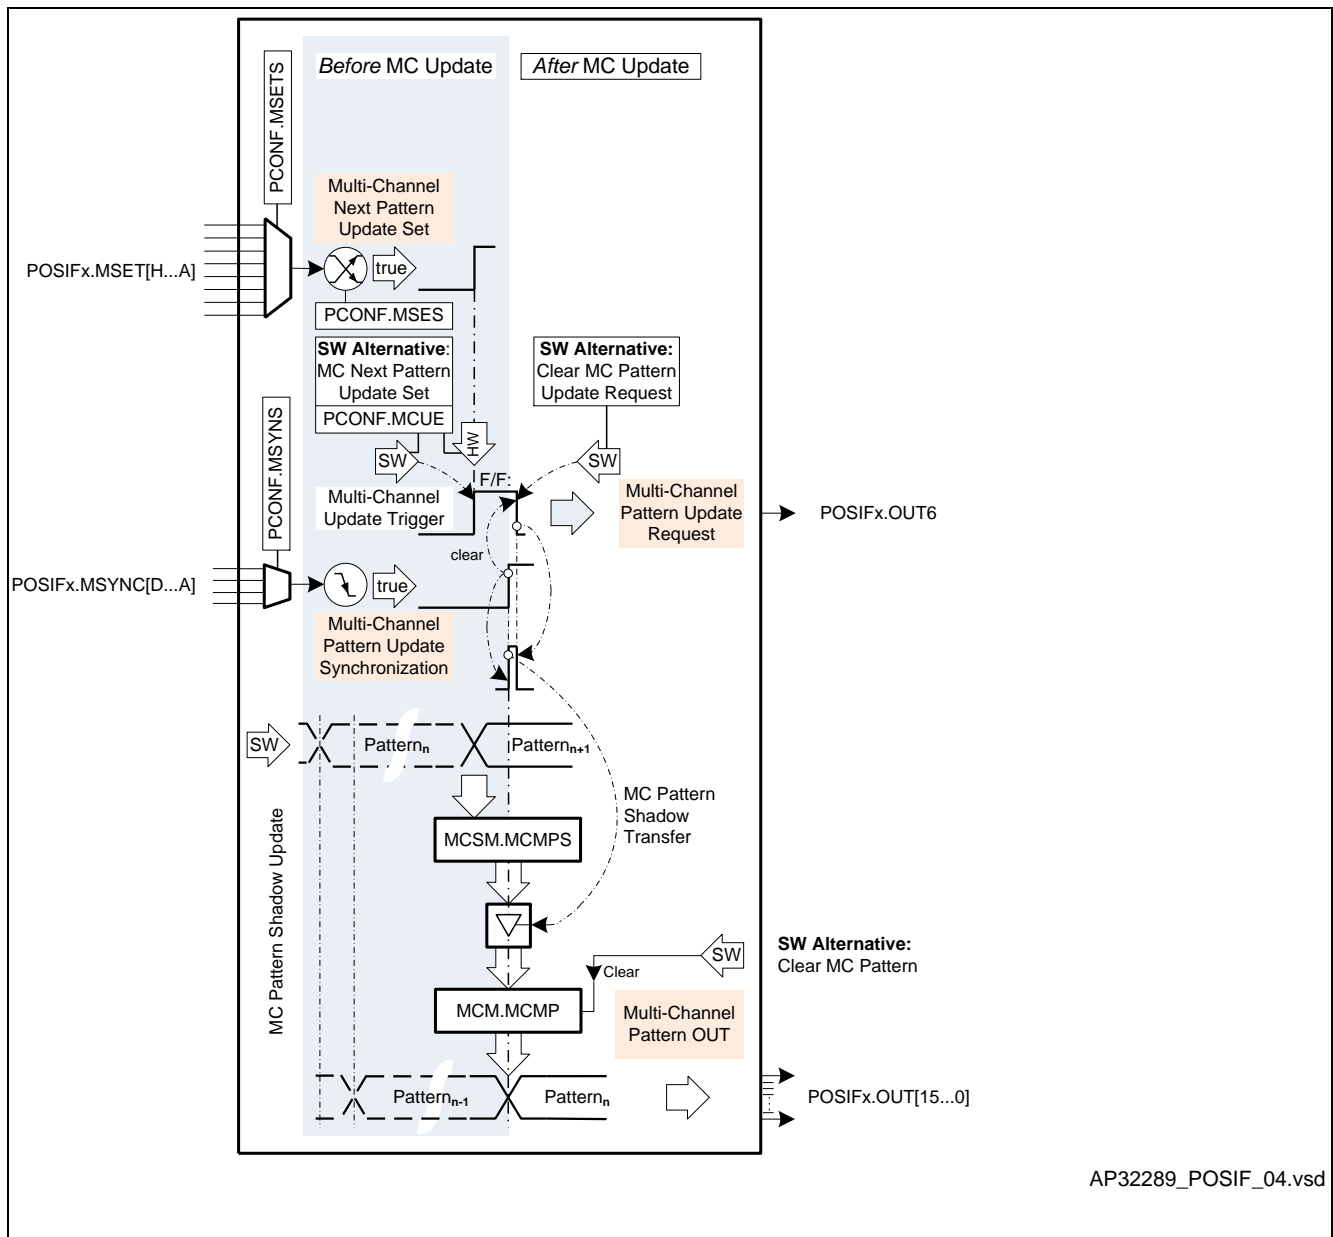 Before MC Update
After MC Update
PCONF.MSETS
Multi-Channel
Next Pattern
Update Set
POSIFx.MSET[H...A]
true
PCONF.MSES
SW Alternative:
MC Next Pattern
Update Set
PCONF.MCUE
SW Alternative:
Clear MC Pattern
Update Request
PCONF.MSYNS
HW
SW
SW
F/F:
Multi-Channel
Update Trigger
Multi-Channel
Pattern Update
Request
POSIFx.OUT6
clear
POSIFx.MSYNC[D...A]
true
Multi-Channel
Pattern Update
Synchronization
SW
Patternn
Patternn+1
MC Pattern
Shadow
Transfer
MC Pattern Shadow Update
MCSM.MCMPS
SW
SW Alternative:
Clear MC Pattern
Clear
MCM.MCMP
Multi-Channel
Pattern OUT
Patternn-1
Patternn
POSIFx.OUT[15...0]
AP32289_POSIF_04.vsd